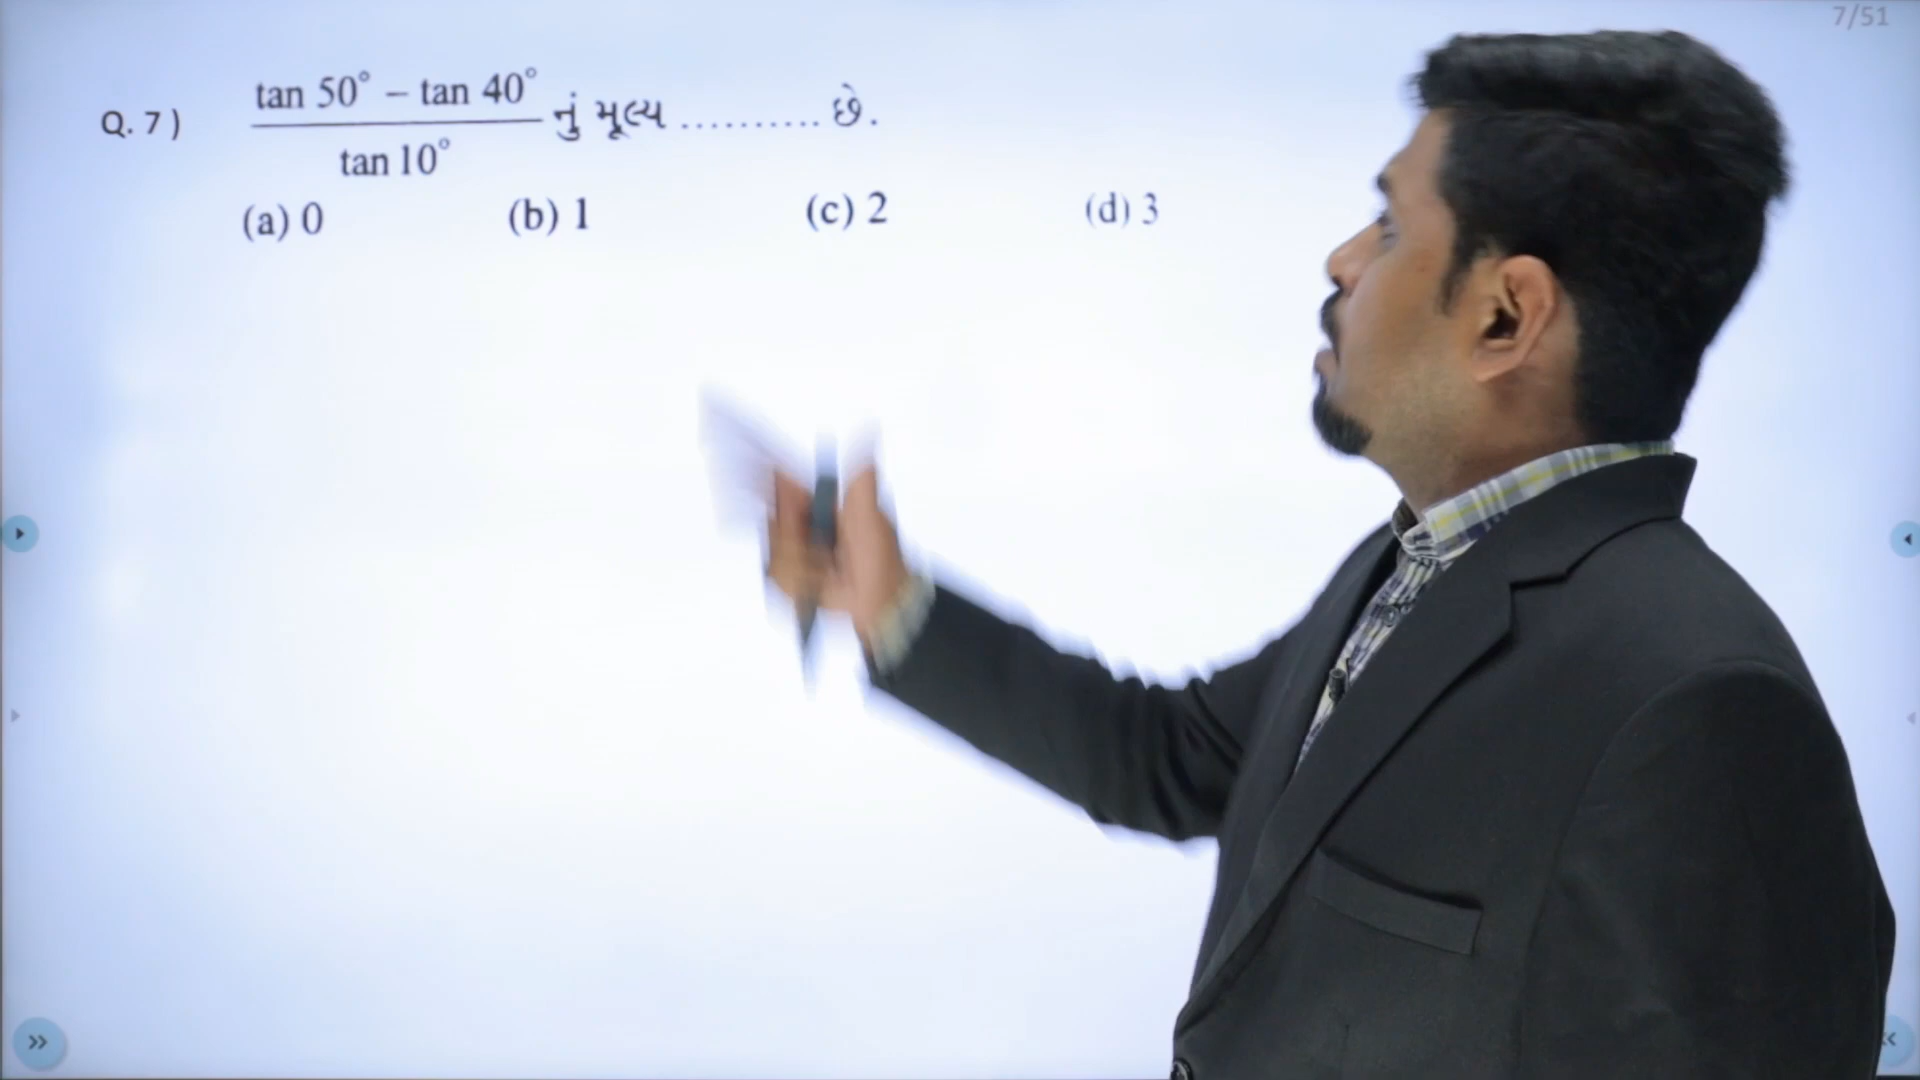 7/51
Q. 7 ) tan 50° – tan 40° / tan 10° નું મૂલ્ય .......... છે.
(a) 0 (b) 1 (c) 2 (d) 3